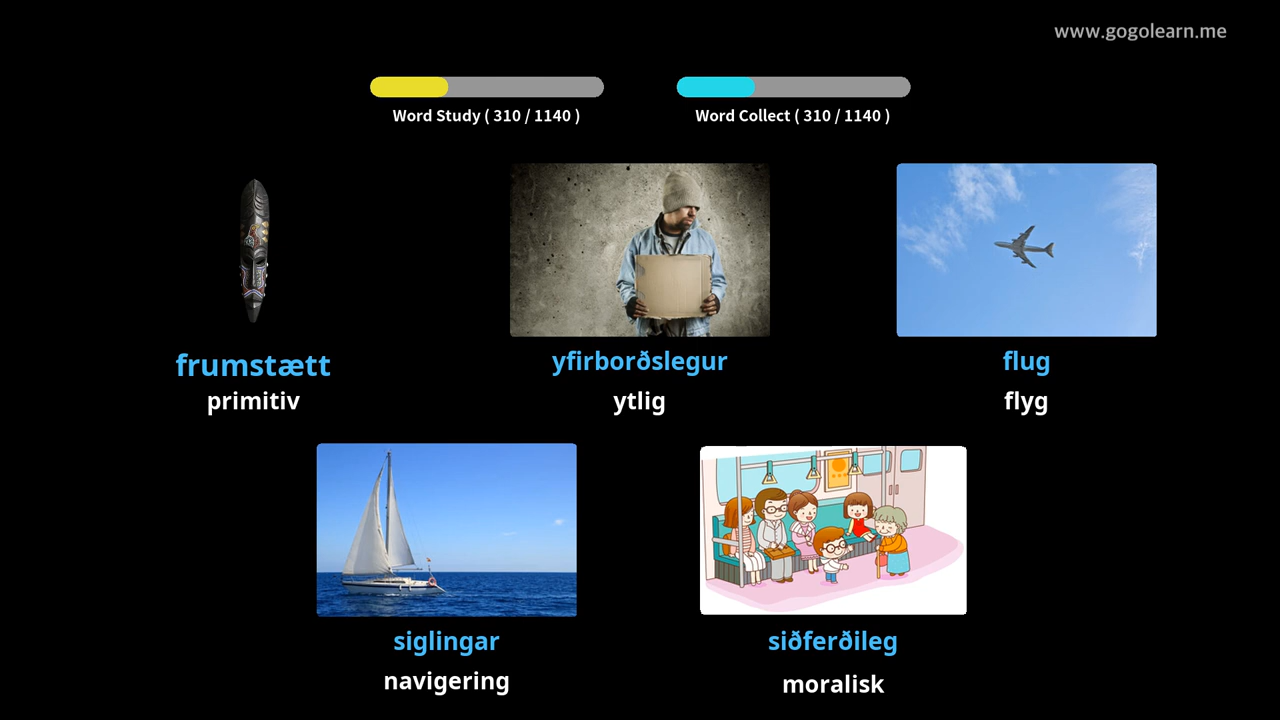 www.gogolearn.me
Word Study ( 310 / 1140 )
Word Collect ( 310 / 1140 )
frumstætt
primitiv
yfirborðslegur
ytlig
flug
flyg
siglingar
navigering
siðferðileg
moralisk